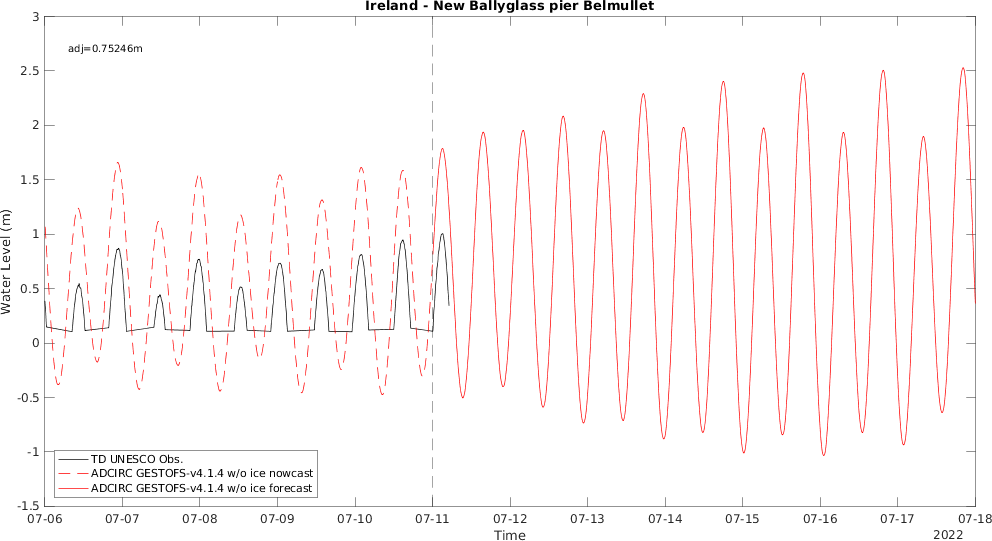 Ireland - New Ballyglass pier Belmullet
adj=0.75246m
Water Level (m)
3
2.5
2
1.5
1
0.5
0
-0.5
-1
-1.5
TD UNESCO Obs.
ADCIRC GESTOFS-v4.1.4 w/o ice nowcast
ADCIRC GESTOFS-v4.1.4 w/o ice forecast
07-06 07-07 07-08 07-09 07-10 07-11 07-12 07-13 07-14 07-15 07-16 07-17 07-18
Time
2022